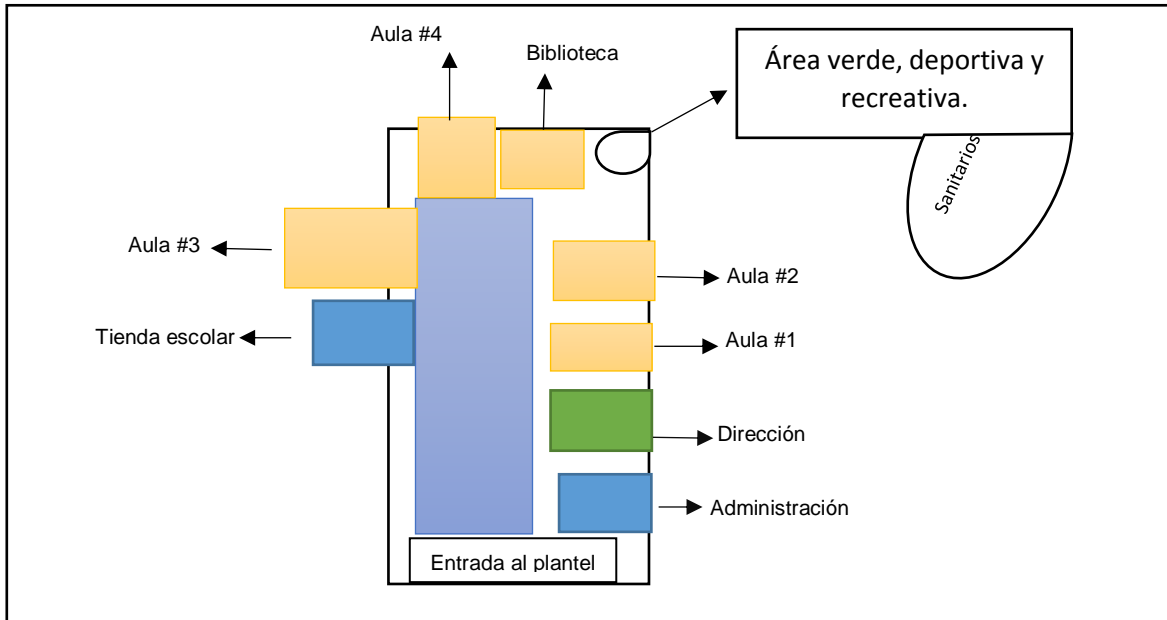 Aula #4
Biblioteca
Área verde, deportiva y
recreativa.
Sanitarios
Aula #3
Aula #2
Tienda escolar
Aula #1
Dirección
Administración
Entrada al plantel